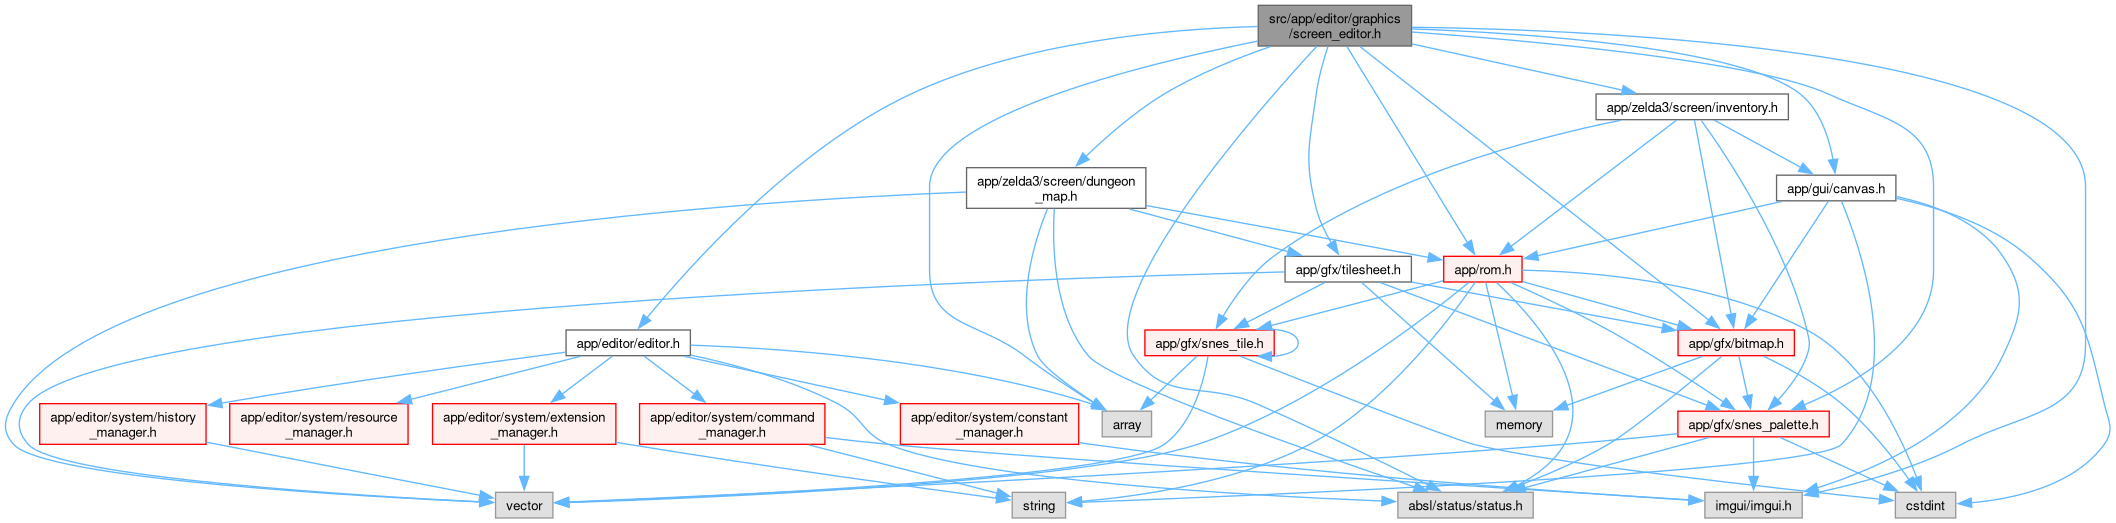 src/app/editor/graphics
/screen_editor.h
app/zelda3/screen/inventory.h
app/zelda3/screen/dungeon
_map.h
app/gui/canvas.h
app/gfx/tilesheet.h
app/rom.h
app/editor/editor.h
app/gfx/snes_tile.h
app/gfx/bitmap.h
app/editor/system/history
_manager.h
app/editor/system/resource
_manager.h
app/editor/system/extension
_manager.h
app/editor/system/command
_manager.h
app/editor/system/constant
_manager.h
array
memory
app/gfx/snes_palette.h
vector
string
absl/status/status.h
imgui/imgui.h
cstdint